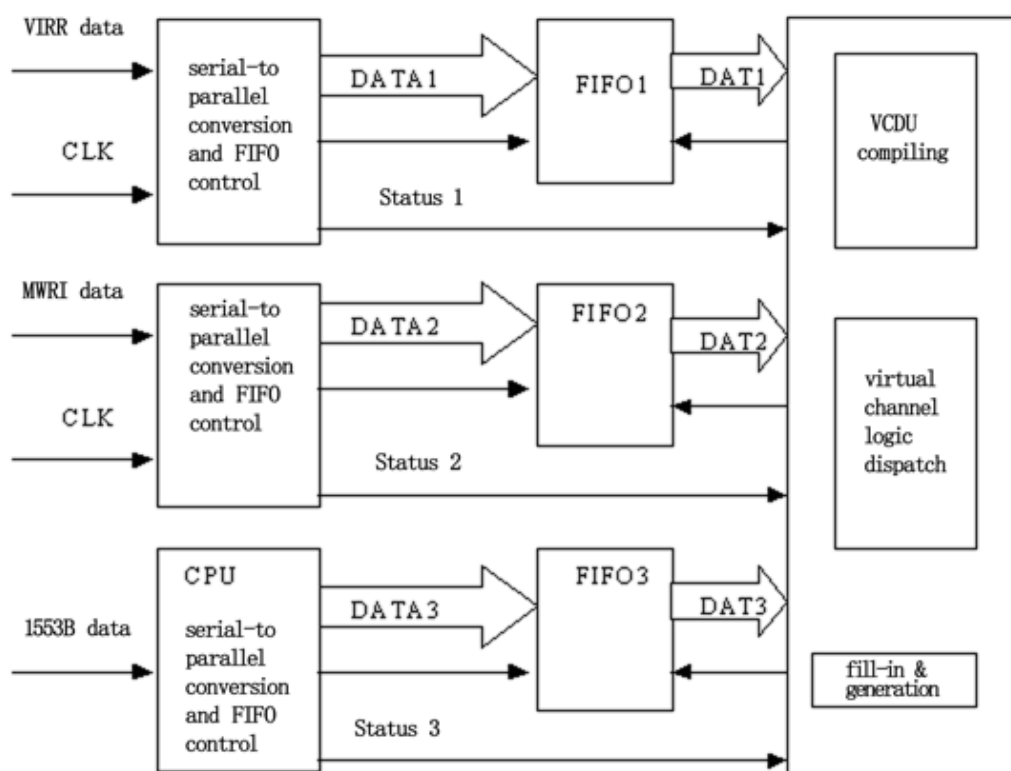 VIRR data
CLK
serial-to
parallel
conversion
and FIFO
control
DATA1
FIFO1
DAT1
Status 1
VCDU
compiling
MWRI data
CLK
serial-to
parallel
conversion
and FIFO
control
DATA2
FIFO2
DAT2
Status 2
virtual
channel
logic
dispatch
1553B data
CPU
serial-to
parallel
conversion
and FIFO
control
DATA3
FIFO3
DAT3
Status 3
fill-in &
generation